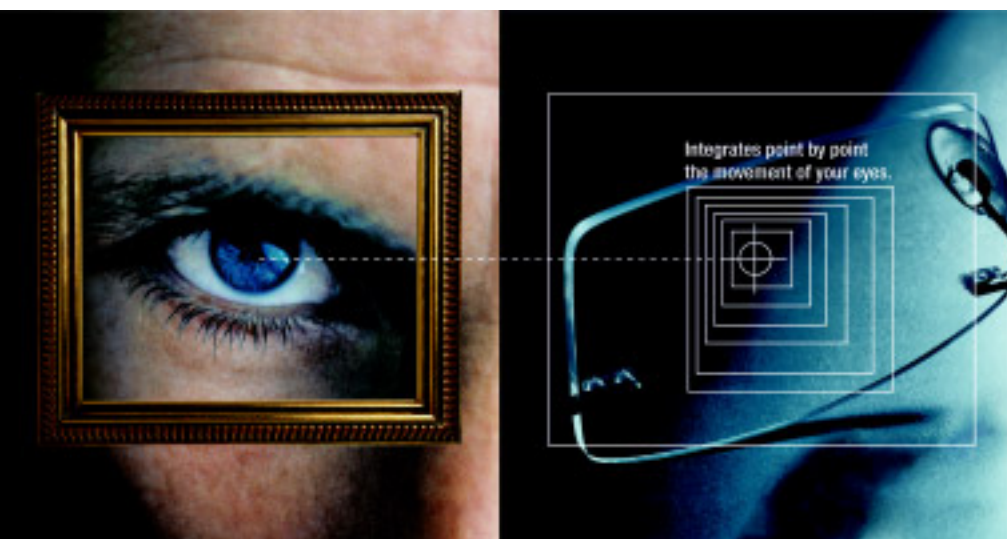 Integrates point by point
the movement of your eyes.